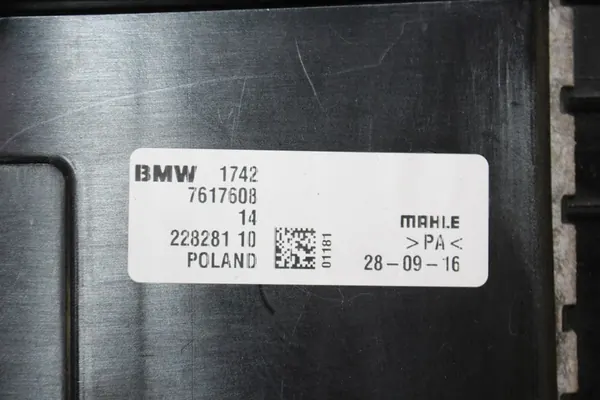 BMW 1742
7617608
14
228281 10
POLAND
01181
MAHLE
>PA<
28-09-16